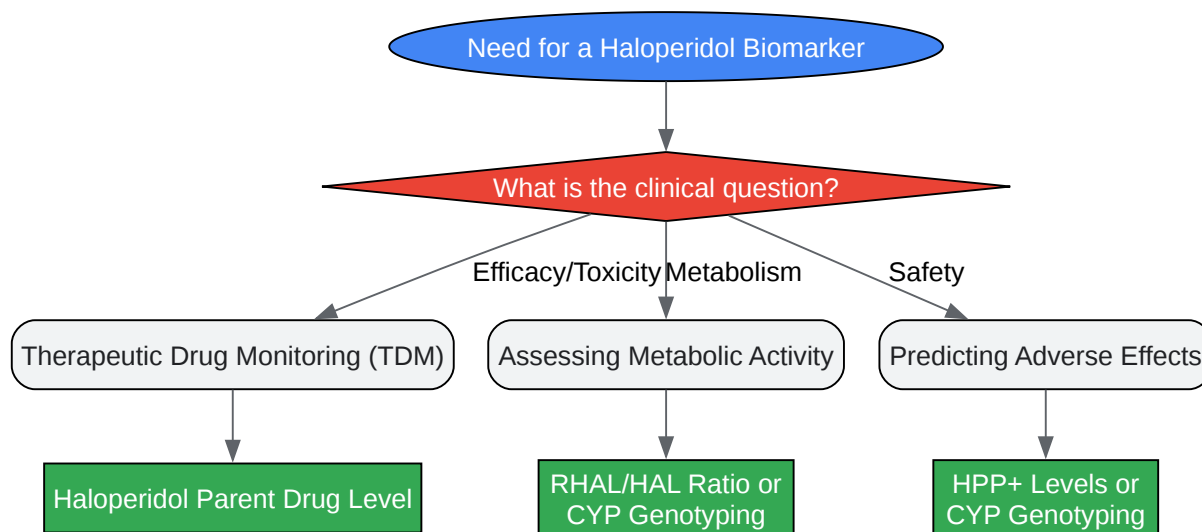 Need for a Haloperidol Biomarker
What is the clinical question?
Efficacy/Toxicity
Metabolism
Safety
Therapeutic Drug Monitoring (TDM)
Assessing Metabolic Activity
Predicting Adverse Effects
Haloperidol Parent Drug Level
RHAL/HAL Ratio or
CYP Genotyping
HPP+ Levels or
CYP Genotyping